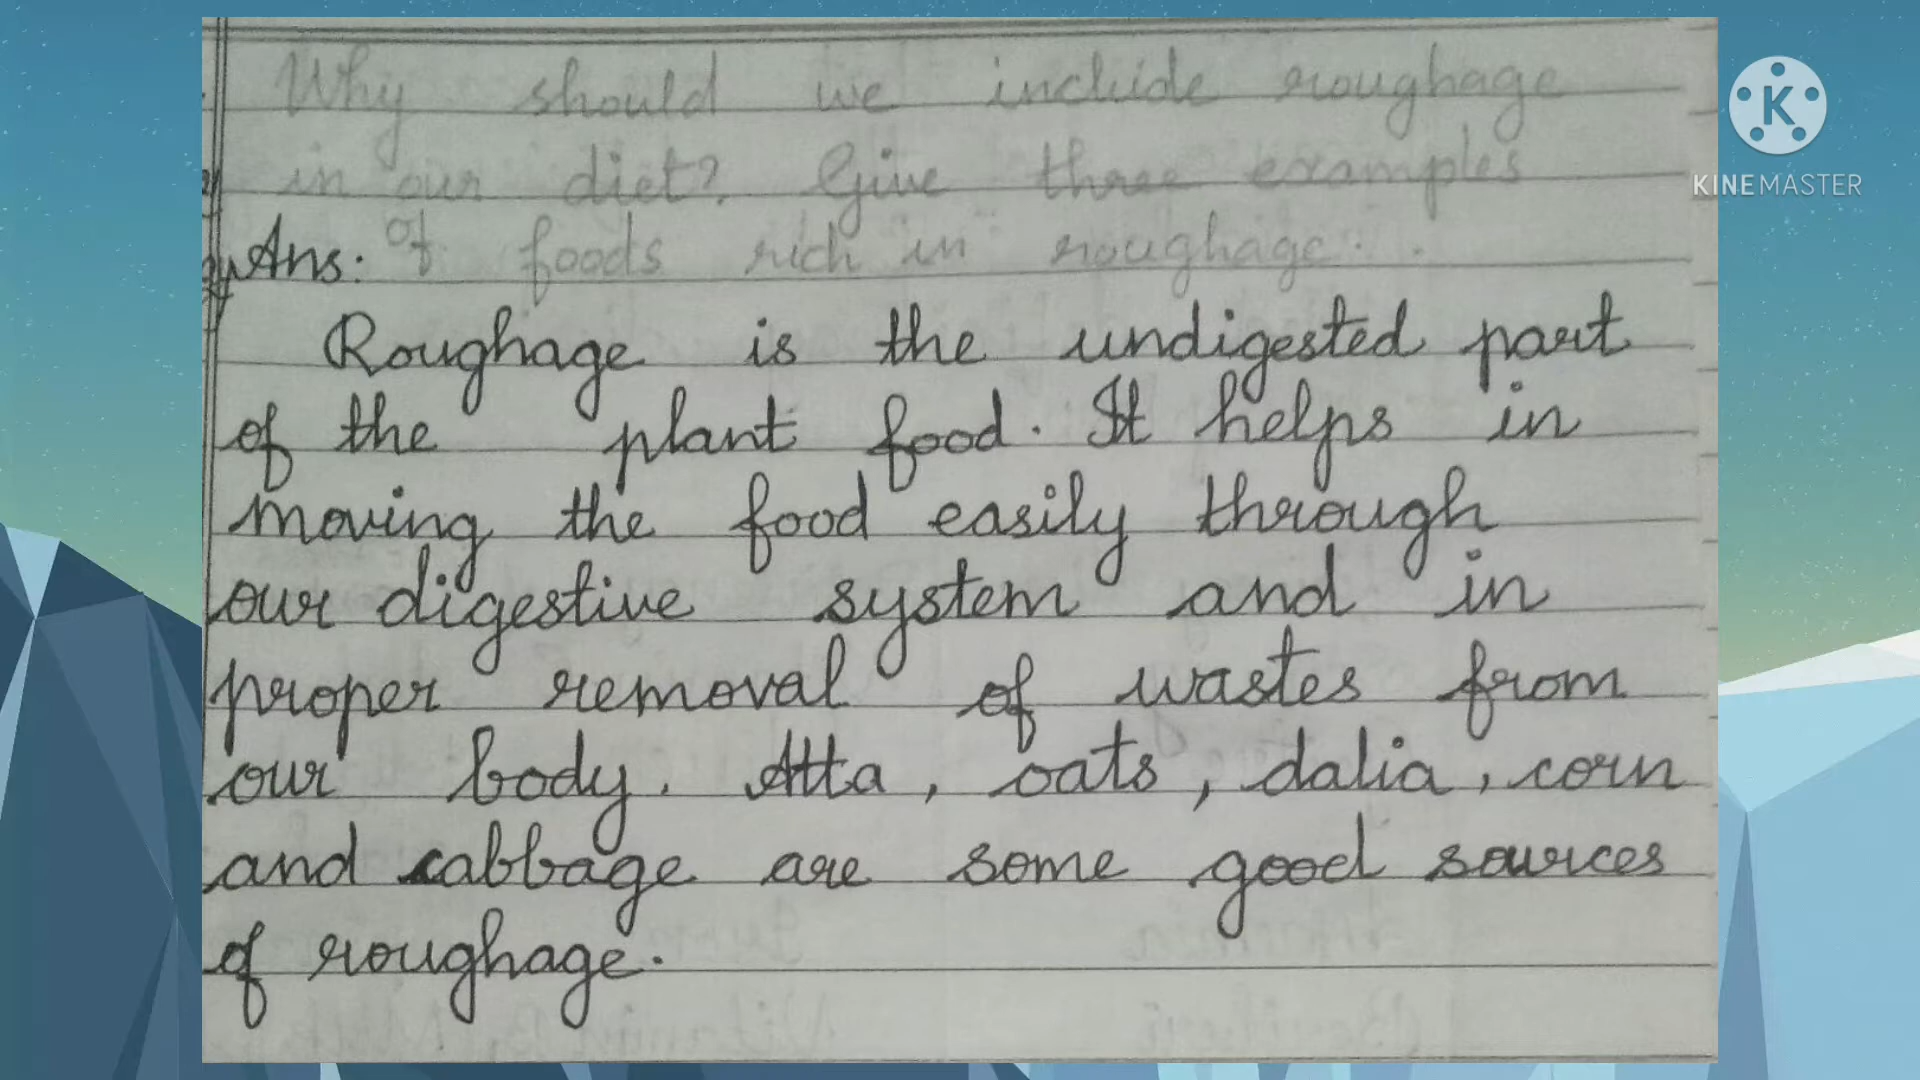 Why should we include roughage
in our diet? Give three examples
of foods rich in roughage.
Ans:
Roughage is the undigested part
of the plant food. It helps in
moving the food easily through
our digestive system and in
proper removal of wastes from
our body. Atta, oats, dalia, corn
and cabbage are some good sources
of roughage.
KINEMASTER